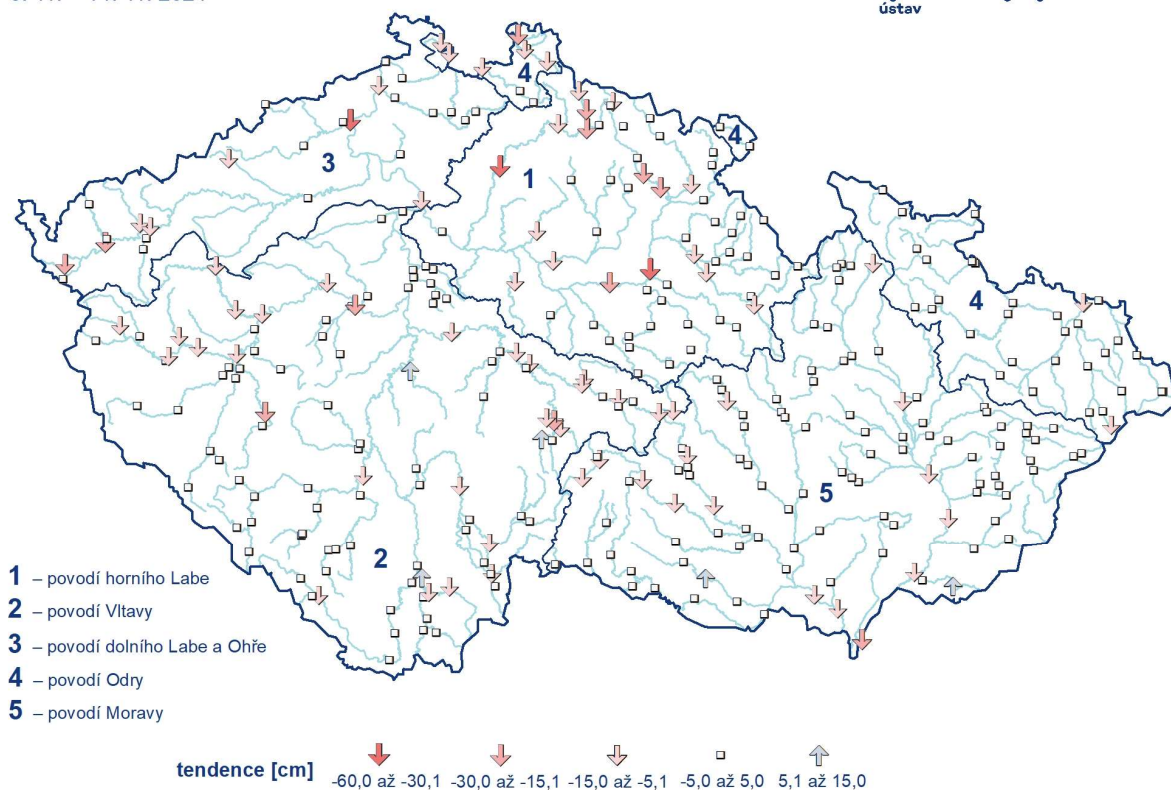 ústav
4
4
3
1
4
5
2
1 – povodí horního Labe
2 – povodí Vltavy
3 – povodí dolního Labe a Ohře
4 – povodí Odry
5 – povodí Moravy
tendence [cm]
-60,0 až -30,1 -30,0 až -15,1 -15,0 až -5,1 -5,0 až 5,0 5,1 až 15,0